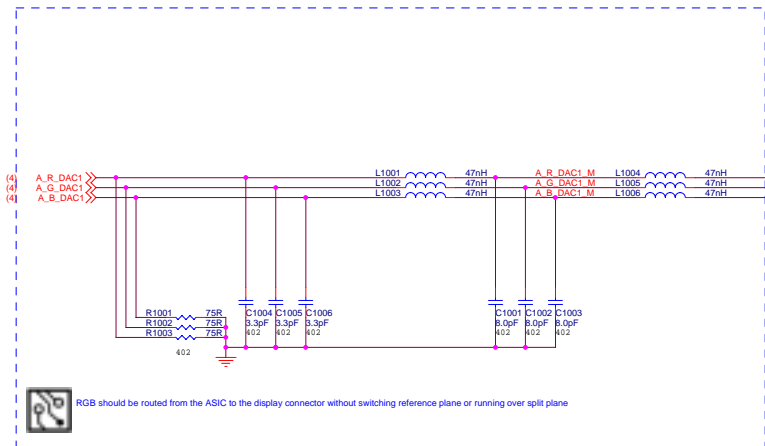 (4) A_R_DAC1 L1001 47nH A_R_DAC1_M L1004 47nH
(4) A_G_DAC1 L1002 47nH A_G_DAC1_M L1005 47nH
(4) A_B_DAC1 L1003 47nH A_B_DAC1_M L1006 47nH
R1001 75R C1004 C1005 C1006 C1001 C1002 C1003
R1002 75R 3.3pF 3.3pF 3.3pF 8.0pF 8.0pF 8.0pF
R1003 75R 402 402 402 402 402 402
402
RGB should be routed from the ASIC to the display connector without switching reference plane or running over split plane